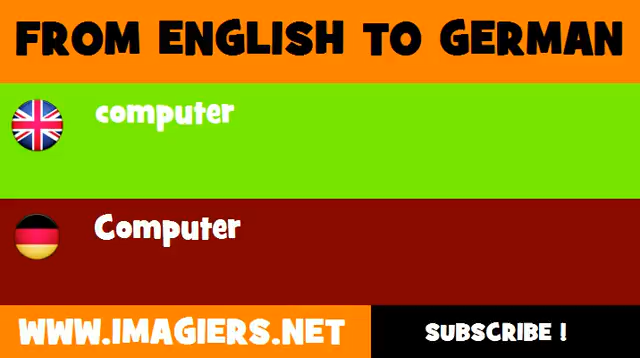 FROM ENGLISH TO GERMAN
computer
Computer
WWW.IMAGIERS.NET
SUBSCRIBE !